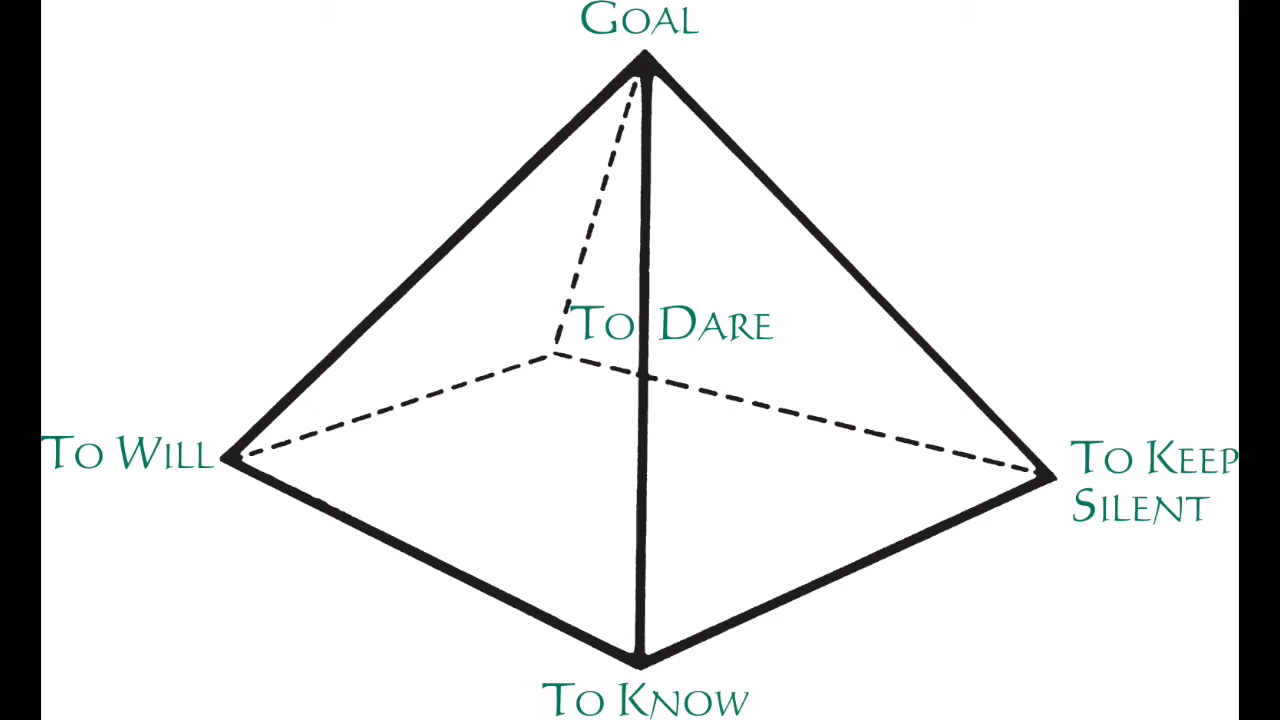 GOAL
TO DARE
TO WILL
TO KEEP
SILENT
TO KNOW